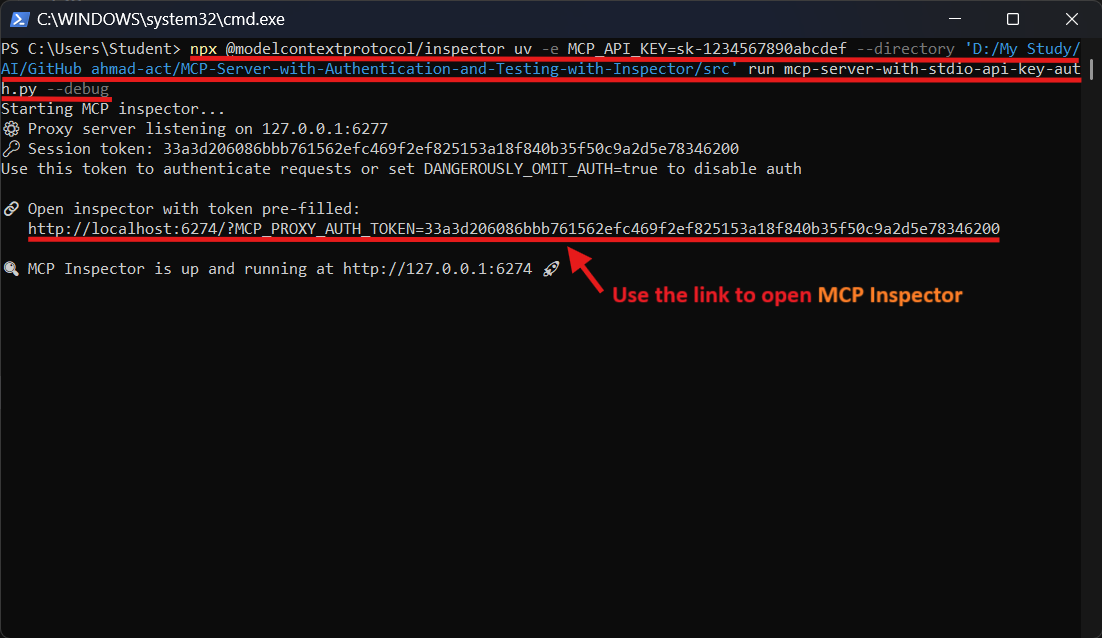 C:\WINDOWS\system32\cmd.exe
PS C:\Users\Student> npx @modelcontextprotocol/inspector uv -e MCP_API_KEY=sk-1234567890abcdef --directory 'D:/My Study/
AI/GitHub ahmad-act/MCP-Server-with-Authentication-and-Testing-with-Inspector/src' run mcp-server-with-stdio-api-key-aut
h.py --debug
Starting MCP inspector...
⚙️ Proxy server listening on 127.0.0.1:6277
🔑 Session token: 33a3d206086bbb761562efc469f2ef825153a18f840b35f50c9a2d5e78346200
Use this token to authenticate requests or set DANGEROUSLY_OMIT_AUTH=true to disable auth
🔗 Open inspector with token pre-filled:
http://localhost:6274/?MCP_PROXY_AUTH_TOKEN=33a3d206086bbb761562efc469f2ef825153a18f840b35f50c9a2d5e78346200
🔍 MCP Inspector is up and running at http://127.0.0.1:6274 🚀
Use the link to open MCP Inspector